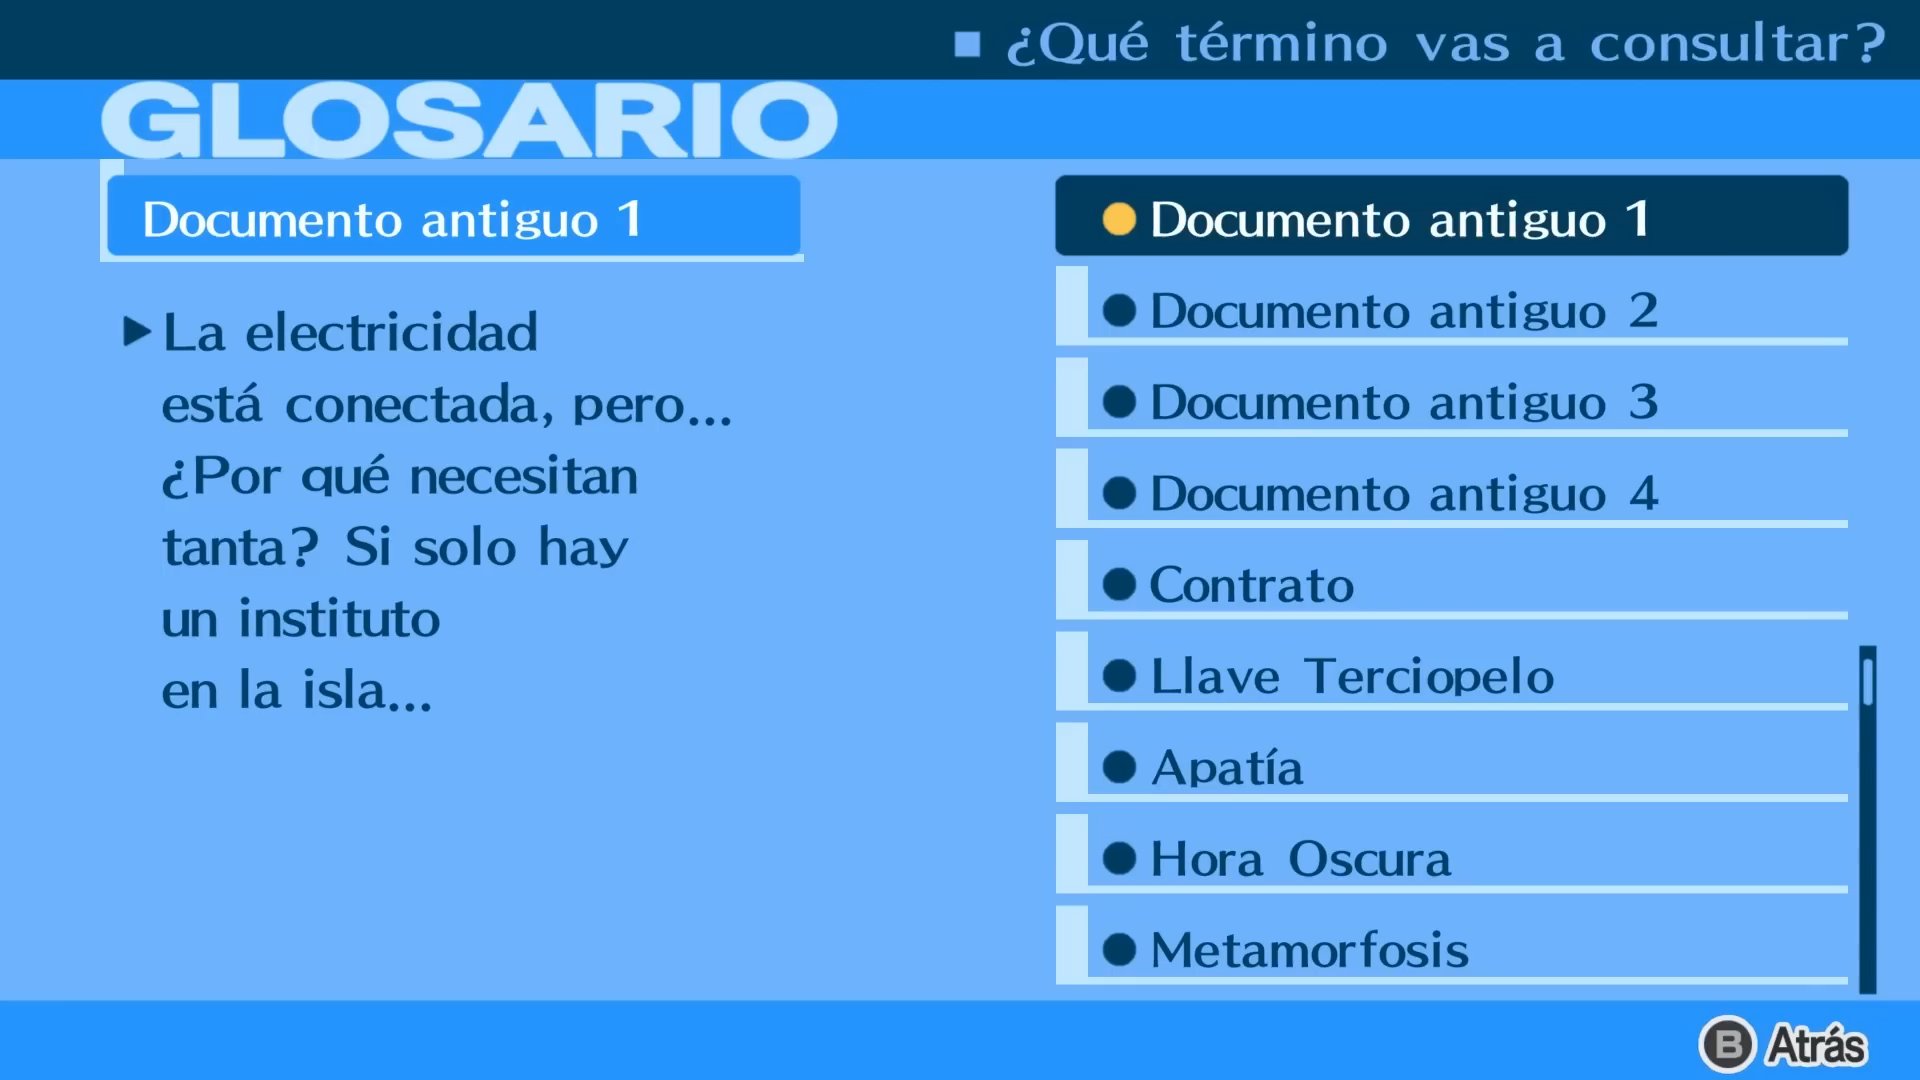 ¿Qué término vas a consultar?
GLOSARIO
Documento antiguo 1
La electricidad
está conectada, pero...
¿Por qué necesitan
tanta? Si solo hay
un instituto
en la isla...
Documento antiguo 1
Documento antiguo 2
Documento antiguo 3
Documento antiguo 4
Contrato
Llave Terciopelo
Apatía
Hora Oscura
Metamorfosis
B Atrás